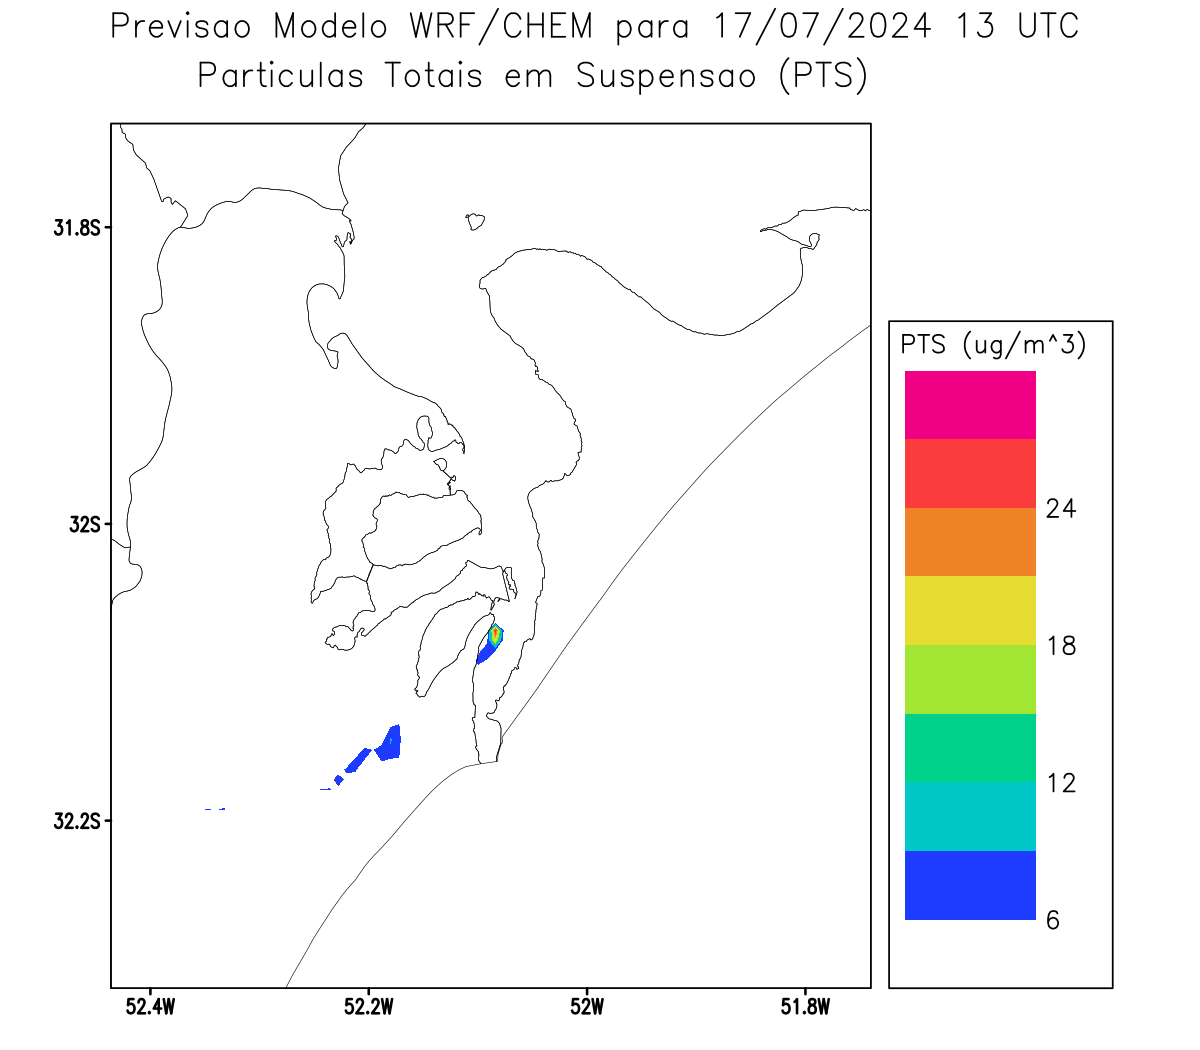 Previsao Modelo WRF/CHEM para 17/07/2024 13 UTC
Particulas Totais em Suspensao (PTS)
31.8S
32S
32.2S
52.4W
52.2W
52W
51.8W
PTS (ug/m^3)
24
18
12
6